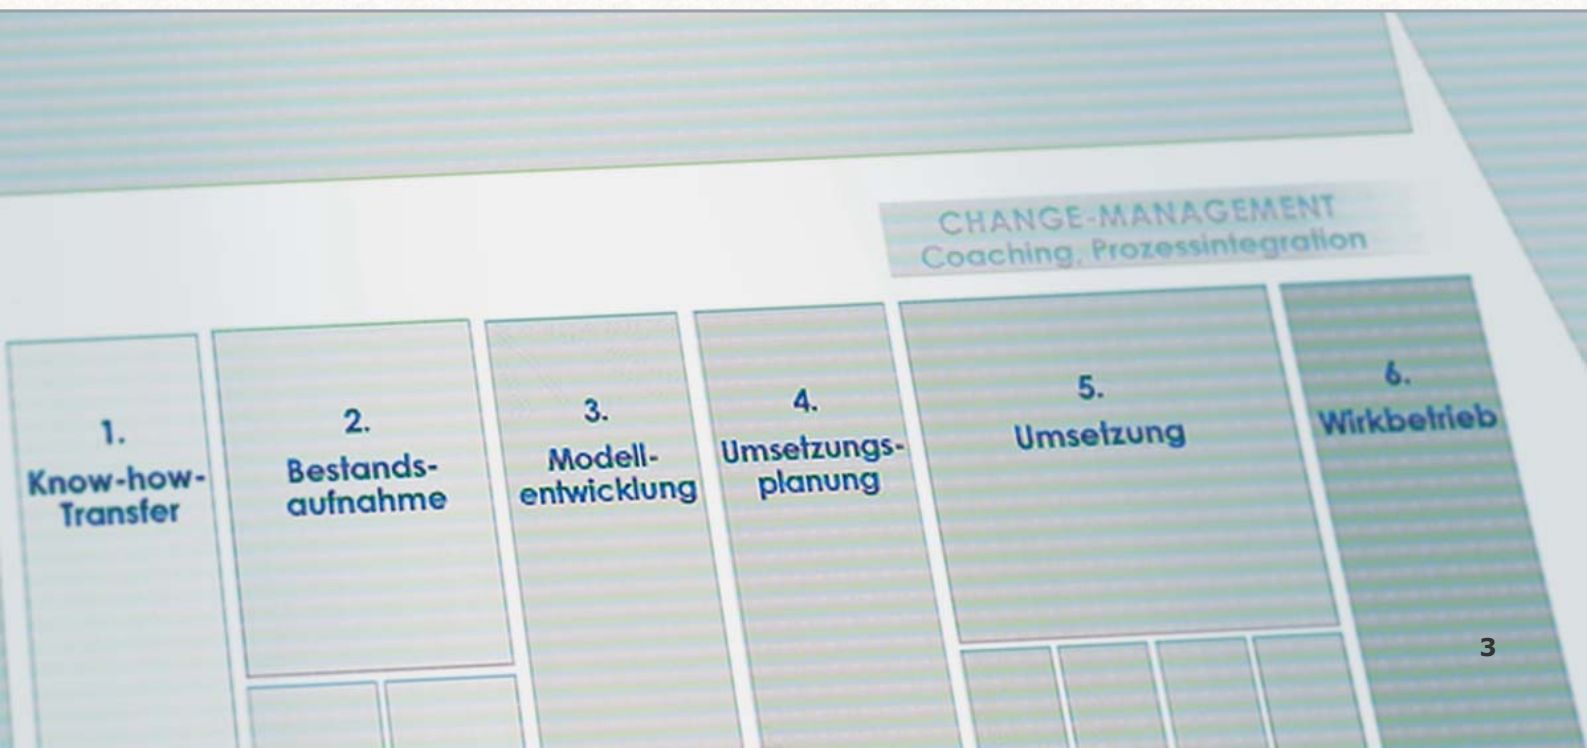 CHANGE-MANAGEMENT
Coaching, Prozessintegration
1.
Know-how-
Transfer
2.
Bestands-
aufnahme
3.
Modell-
entwicklung
4.
Umsetzungs-
planung
5.
Umsetzung
6.
Wirkbetrieb
3